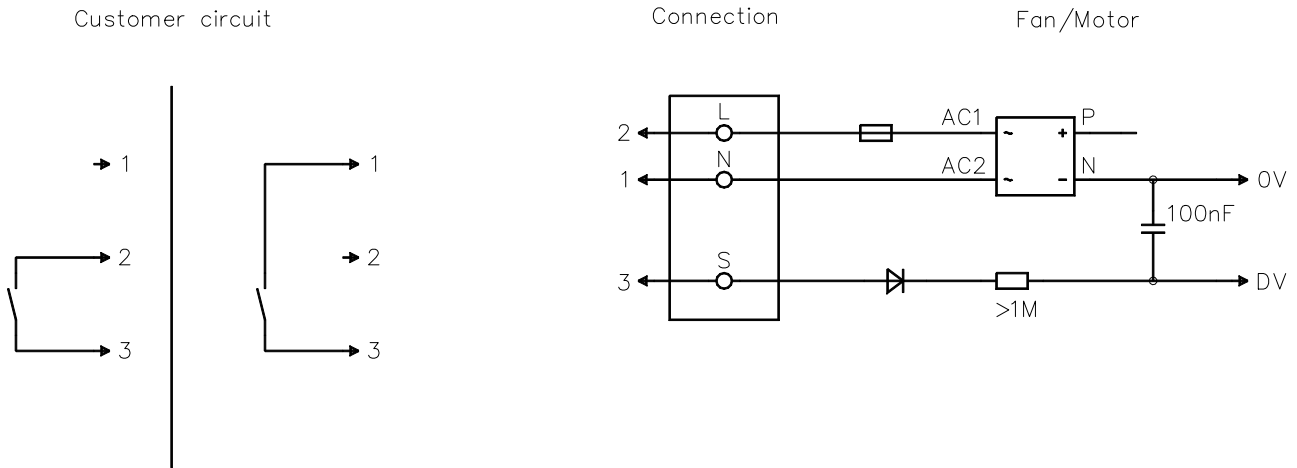 Customer circuit
Connection
Fan/Motor
1
2
3
1
2
3
L
2
N
1
S
3
AC1
AC2
~
~
+
-
P
N
0V
100nF
DV
>1M